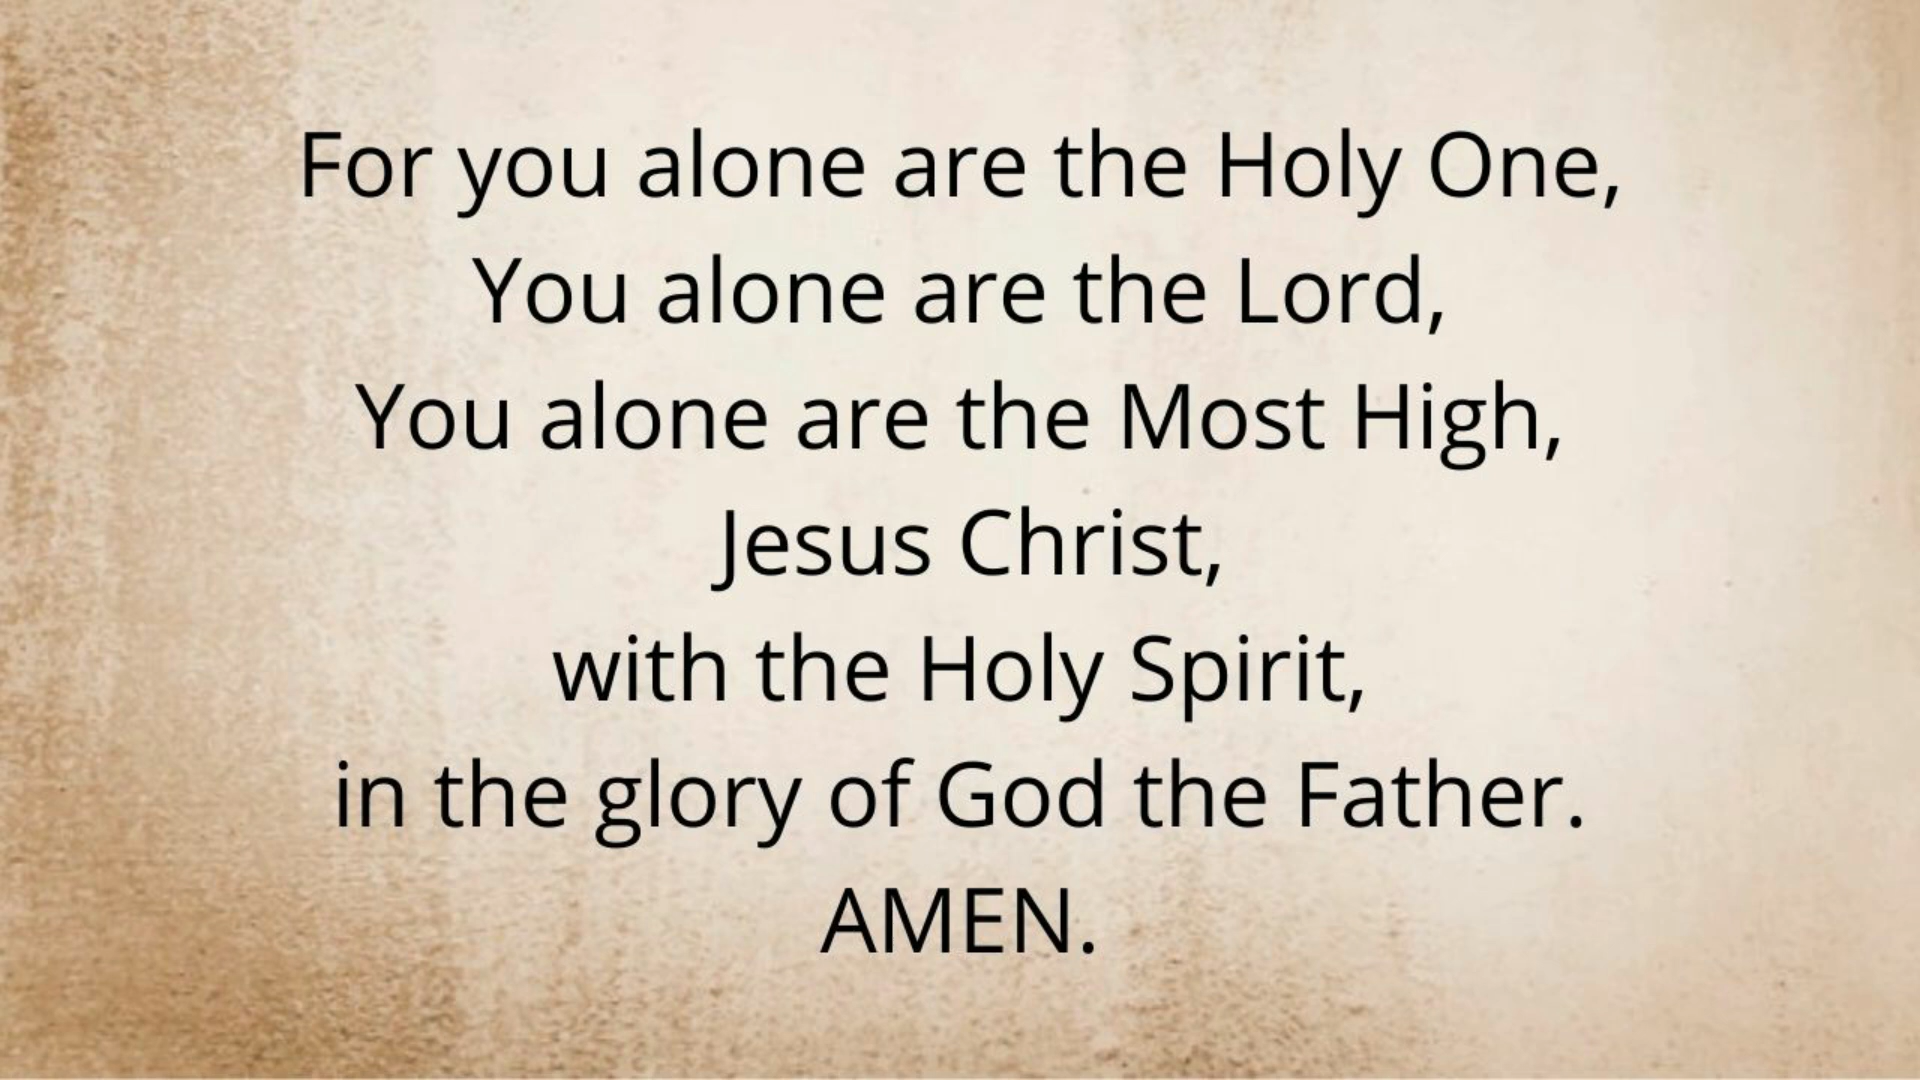 For you alone are the Holy One,
You alone are the Lord,
You alone are the Most High,
Jesus Christ,
with the Holy Spirit,
in the glory of God the Father.
AMEN.